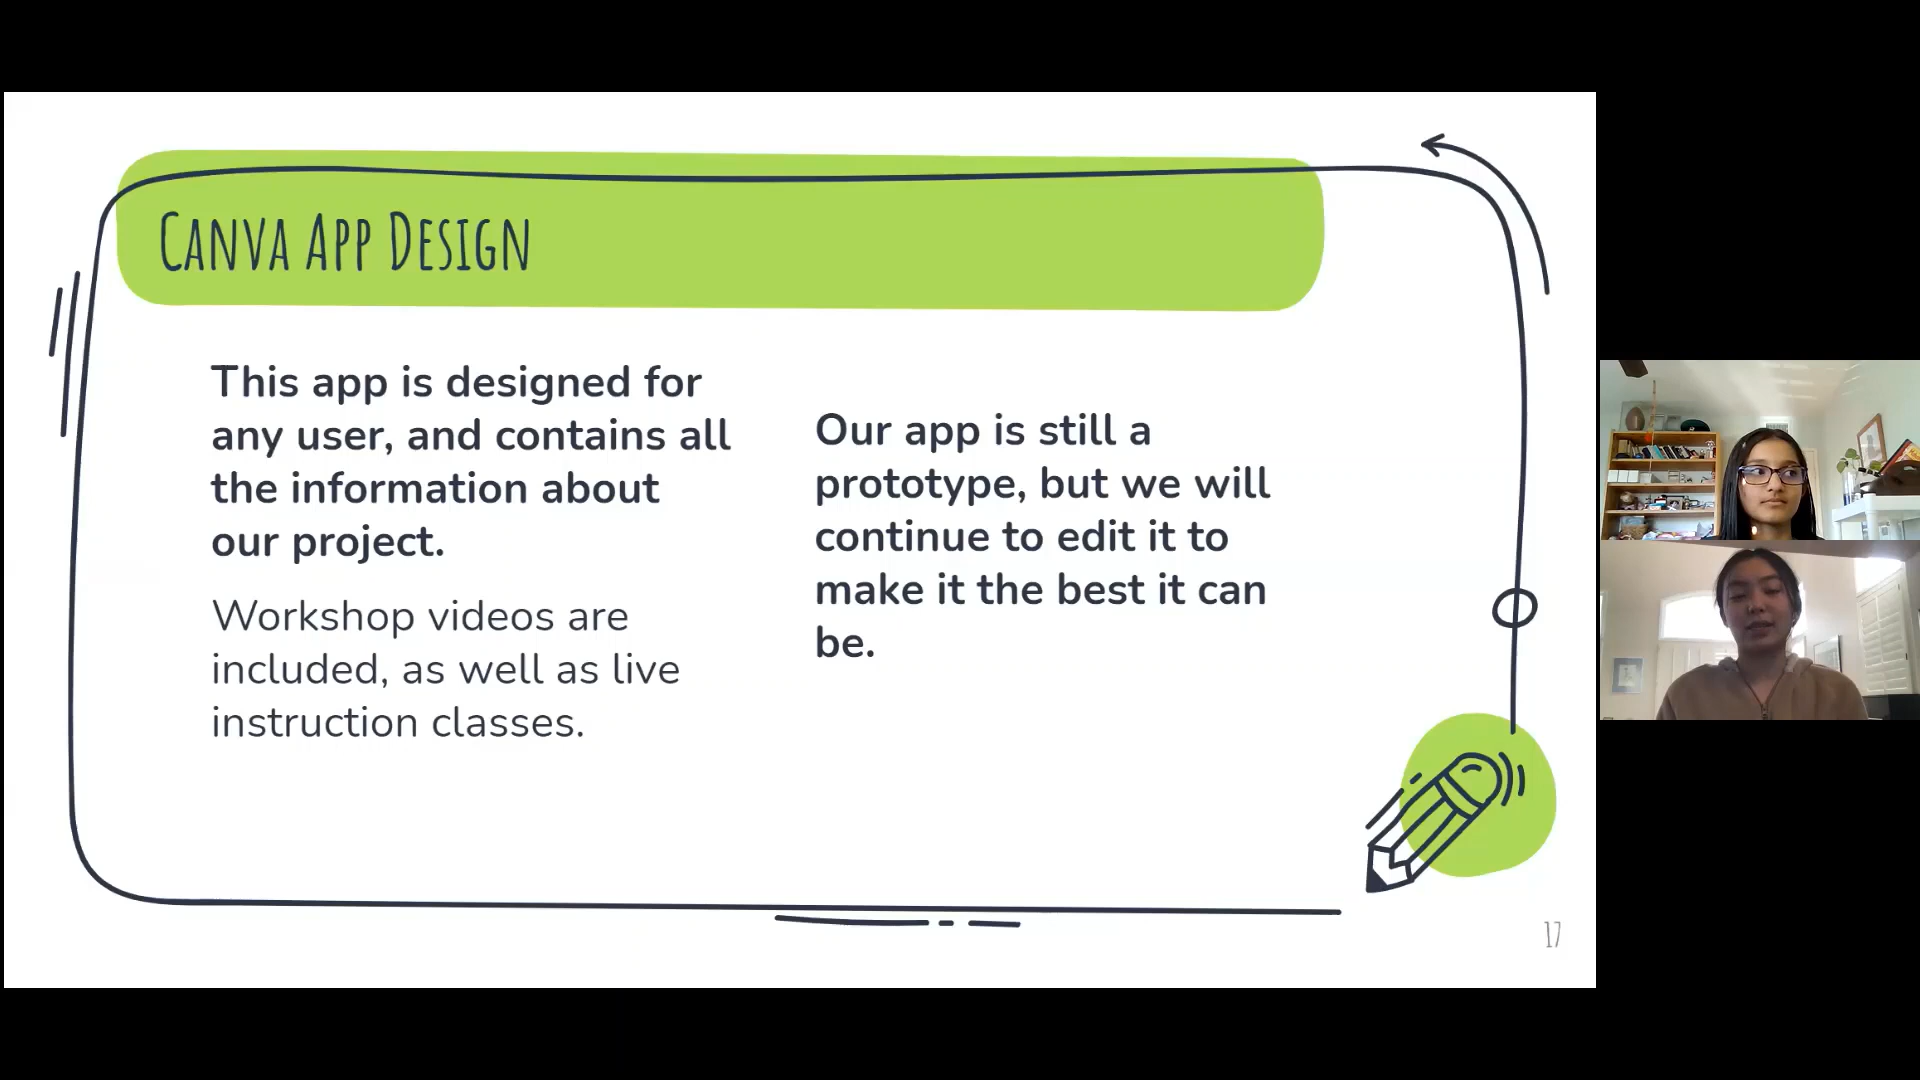 Canva App Design
This app is designed for
any user, and contains all
the information about
our project.
Workshop videos are
included, as well as live
instruction classes.
Our app is still a
prototype, but we will
continue to edit it to
make it the best it can
be.
17